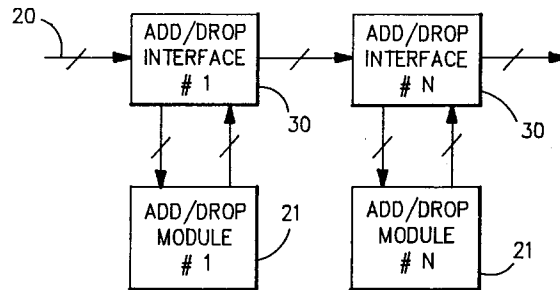 20
ADD/DROP
INTERFACE
# 1
30
ADD/DROP
INTERFACE
# N
30
ADD/DROP
MODULE
# 1
21
ADD/DROP
MODULE
# N
21